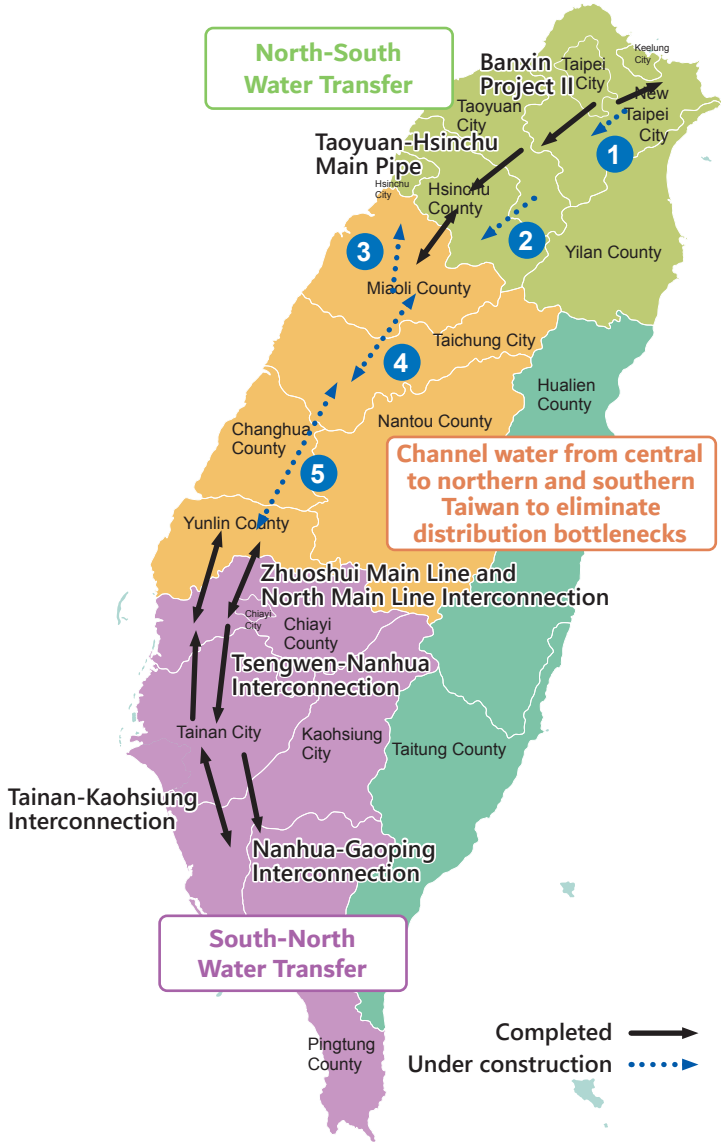 North-South
Water Transfer
Banxin
Project II
Taipei
City
Keelung
City
New
Taipei
City
Taoyuan
City
1
Taoyuan-Hsinchu
Main Pipe
Hsinchu
City
Hsinchu
County
2
Yilan County
3
Miaoli County
Taichung City
4
Hualien
County
Changhua
County
Nantou County
5
Channel water from central
to northern and southern
Taiwan to eliminate
distribution bottlenecks
Yunlin County
Zhuoshui Main Line and
North Main Line Interconnection
Chiayi
City
Chiayi
County
Tsengwen-Nanhua
Interconnection
Tainan City
Kaohsiung
City
Taitung County
Tainan-Kaohsiung
Interconnection
Nanhua-Gaoping
Interconnection
South-North
Water Transfer
Pingtung
County
Completed
Under construction